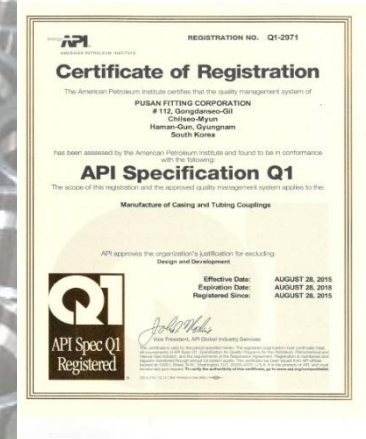 API
REGISTRATION NO. Q1-2971
AMERICAN PETROLEUM INSTITUTE
Certificate of Registration
The American Petroleum Institute certifies that the quality management system of
PUSAN FITTING CORPORATION
# 112, Gongdanseo-Gil
Chilseo-Myun
Haman-Gun, Gyungnam
South Korea
has been assessed by the American Petroleum Institute and found to be in conformance
with the following:
API Specification Q1
The scope of this registration and the approved quality management system applies to the:
Manufacture of Casing and Tubing Couplings
API approves the organization's justification for excluding:
Design and Development
Effective Date: AUGUST 28, 2015
Expiration Date: AUGUST 28, 2018
Registered Since: AUGUST 28, 2015
Q1
API Spec Q1
Registered
Vice President, API Global Industry Services